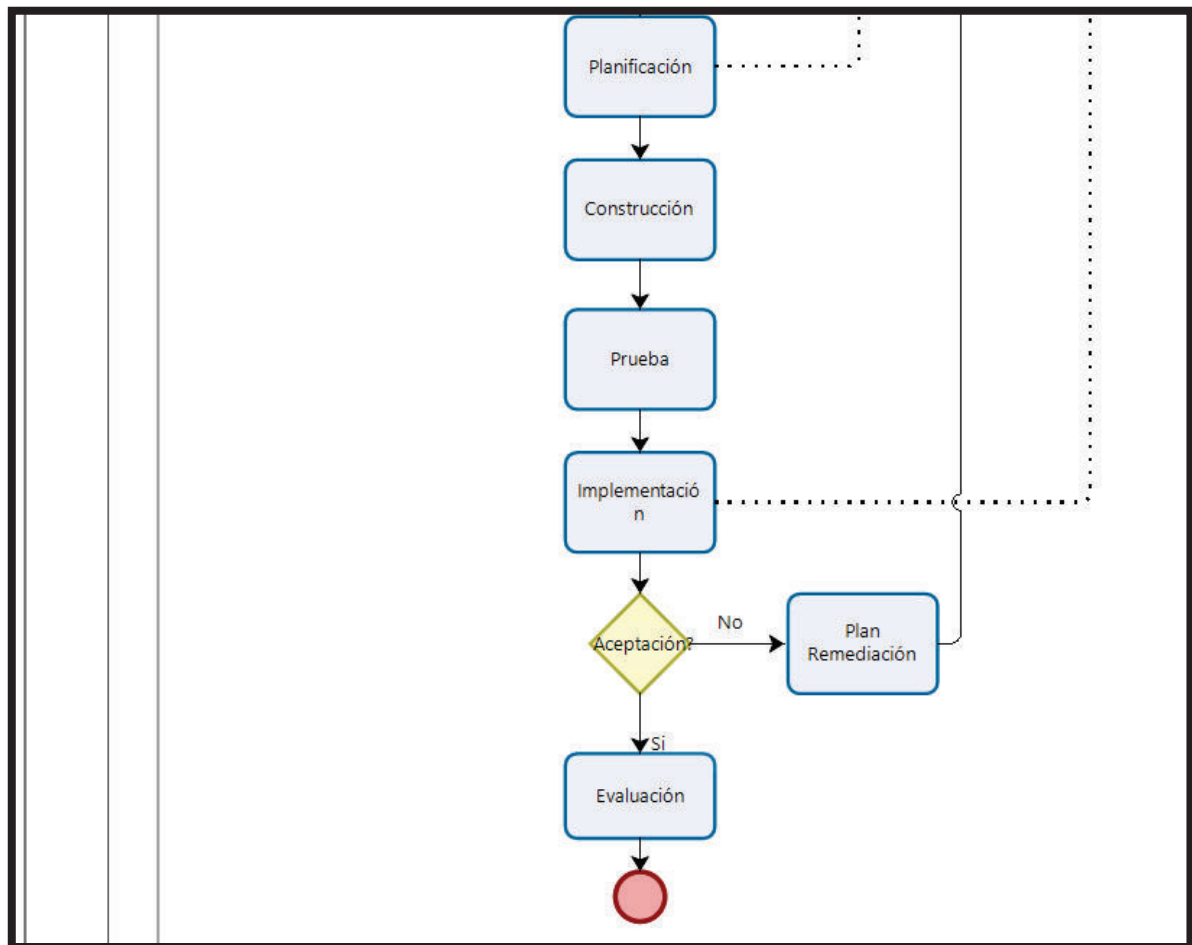 Planificación
Construcción
Prueba
Implementació
n
Aceptación?
No
Plan
Remediación
Si
Evaluación